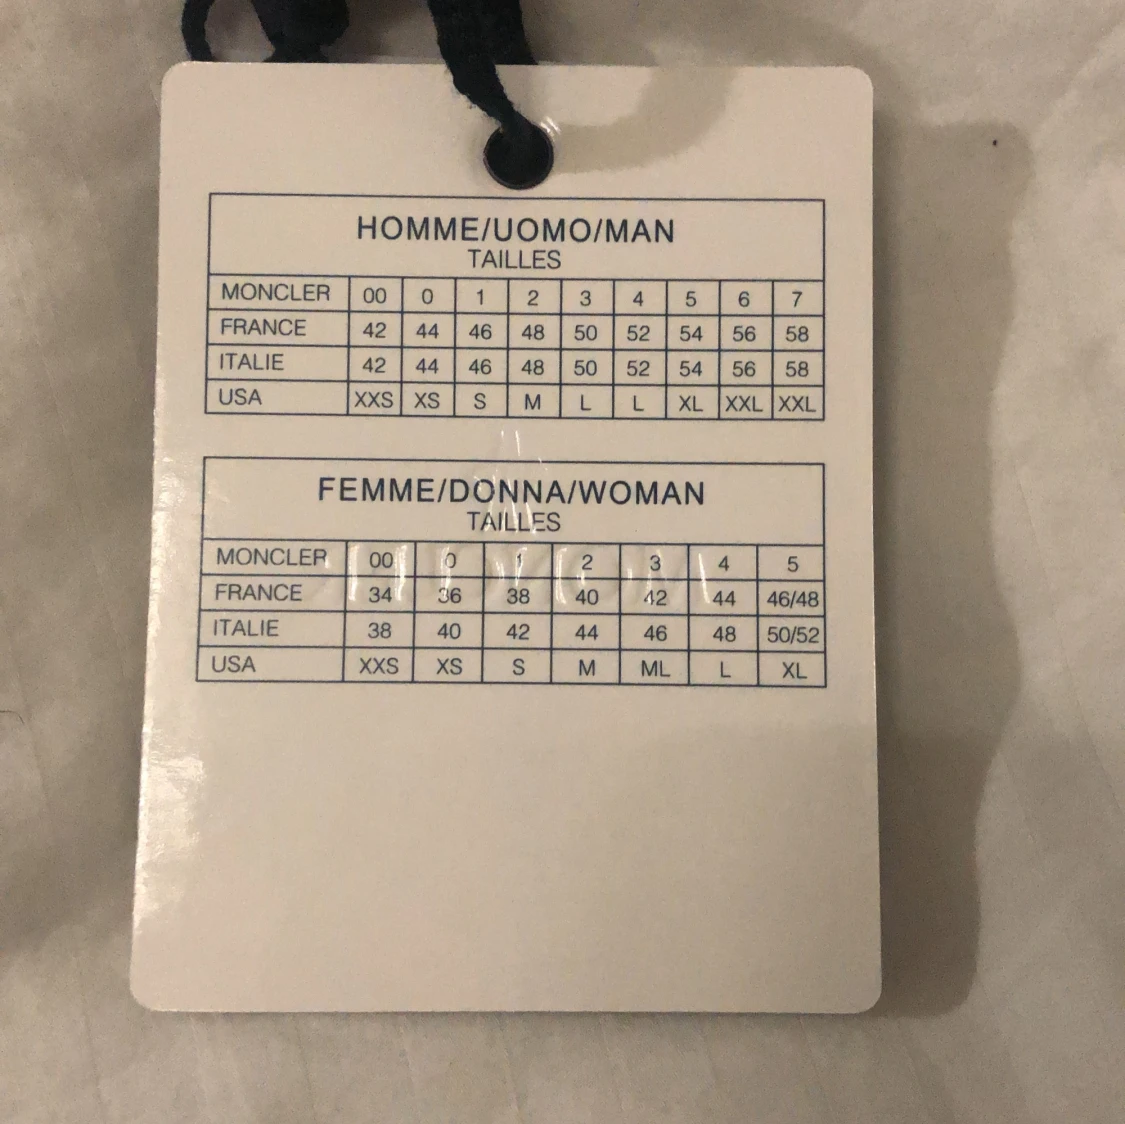 HOMME/UOMO/MAN
TAILLES
MONCLER 00 0 1 2 3 4 5 6 7
FRANCE 42 44 46 48 50 52 54 56 58
ITALIE 42 44 46 48 50 52 54 56 58
USA XXS XS S M L L XL XXL XXL
FEMME/DONNA/WOMAN
TAILLES
MONCLER 00 0 1 2 3 4 5
FRANCE 34 36 38 40 42 44 46/48
ITALIE 38 40 42 44 46 48 50/52
USA XXS XS S M ML L XL